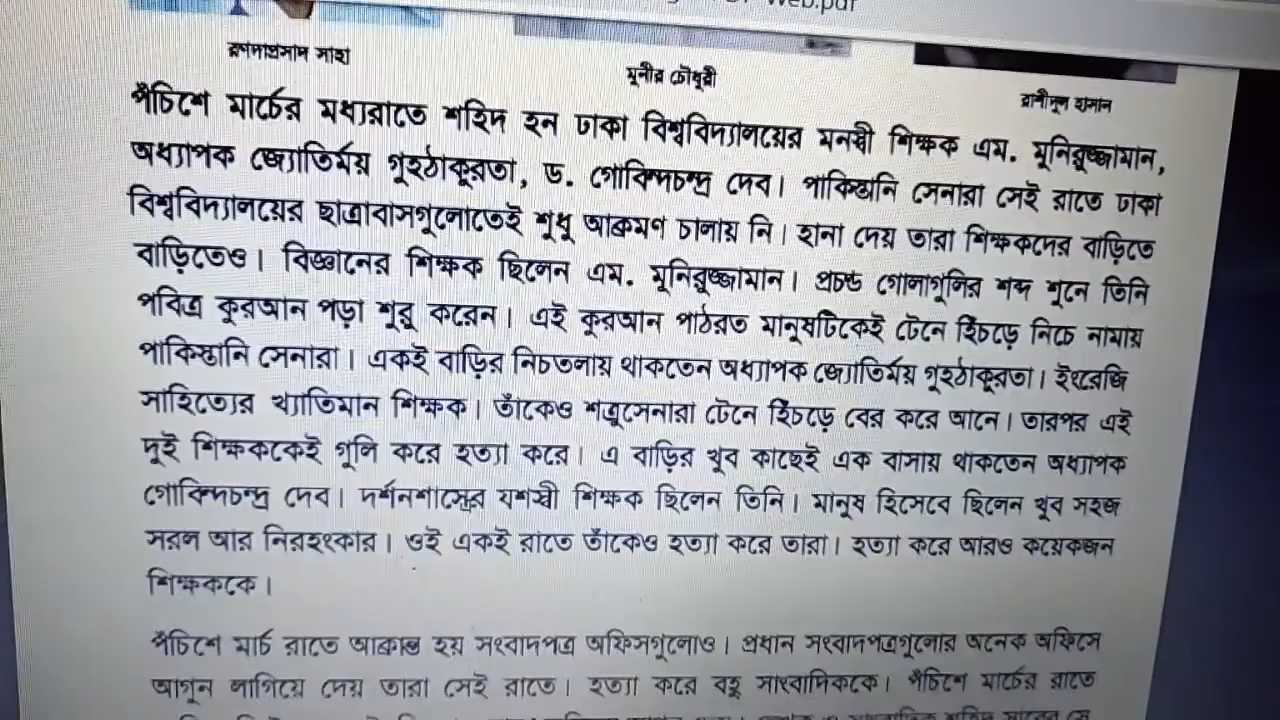 Web.pdf
রণদাপ্রসাদ সাহা
মুনীর চৌধুরী
রাশীদুল হাসান
পঁচিশে মার্চের মধ্যরাতে শহিদ হন ঢাকা বিশ্ববিদ্যালয়ের মনস্বী শিক্ষক এম. মুনিরুজ্জামান,
অধ্যাপক জ্যোতির্ময় গুহঠাকুরতা, ড. গোবিন্দচন্দ্র দেব। পাকিস্তানি সেনারা সেই রাতে ঢাকা
বিশ্ববিদ্যালয়ের ছাত্রাবাসগুলোতেই শুধু আক্রমণ চালায় নি। হানা দেয় তারা শিক্ষকদের বাড়িতে
বাড়িতেও। বিজ্ঞানের শিক্ষক ছিলেন এম. মুনিরুজ্জামান। প্রচণ্ড গোলাগুলির শব্দ শুনে তিনি
পবিত্র কুরআন পড়া শুরু করেন। এই কুরআন পাঠরত মানুষটিকেই টেনে হিঁচড়ে নিচে নামায়
পাকিস্তানি সেনারা। একই বাড়ির নিচতলায় থাকতেন অধ্যাপক জ্যোতির্ময় গুহঠাকুরতা। ইংরেজি
সাহিত্যের খ্যাতিমান শিক্ষক। তাঁকেও শত্রুসেনারা টেনে হিঁচড়ে বের করে আনে। তারপর এই
দুই শিক্ষককেই গুলি করে হত্যা করে। এ বাড়ির খুব কাছেই এক বাসায় থাকতেন অধ্যাপক
গোবিন্দচন্দ্র দেব। দর্শনশাস্ত্রের যশস্বী শিক্ষক ছিলেন তিনি। মানুষ হিসেবে ছিলেন খুব সহজ
সরল আর নিরহংকার। ওই একই রাতে তাঁকেও হত্যা করে তারা। হত্যা করে আরও কয়েকজন
শিক্ষককে।
পঁচিশে মার্চ রাতে আক্রান্ত হয় সংবাদপত্র অফিসগুলোও। প্রধান সংবাদপত্রগুলোর অনেক অফিসে
আগুন লাগিয়ে দেয় তারা সেই রাতে। হত্যা করে বহু সাংবাদিককে। পঁচিশে মার্চের রাতে